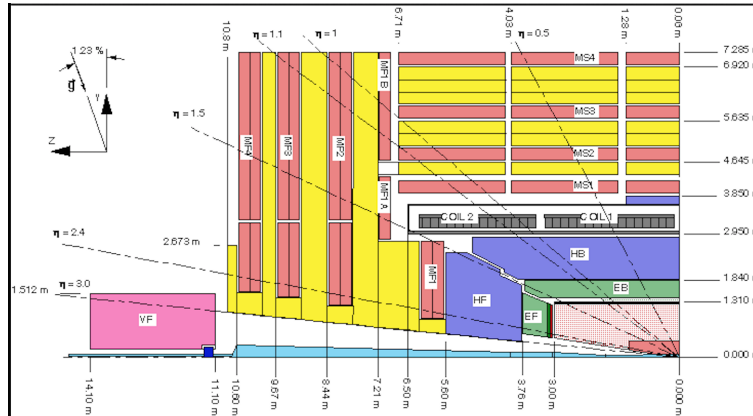 10.8 m
6.71 m
4.03 m
1.28 m
0.00 m
1.23 %
η = 1.1
η = 1
η = 0.5
g
Y
Z
η = 1.5
η = 2.4
η = 3.0
2.673 m
1.512 m
MS4
MS3
MS2
MS1
MF4
MF3
MF2
MF1 B
MF1 A
MF1
COIL 2
COIL 1
HB
EB
HF
EF
VF
7.285 m
6.920 m
5.635 m
4.645 m
3.850 m
2.950 m
1.840 m
1.310 m
0.000 m
14.10 m
11.10 m
10.60 m
9.67 m
8.44 m
7.21 m
6.50 m
5.60 m
3.76 m
3.00 m
0.000 m